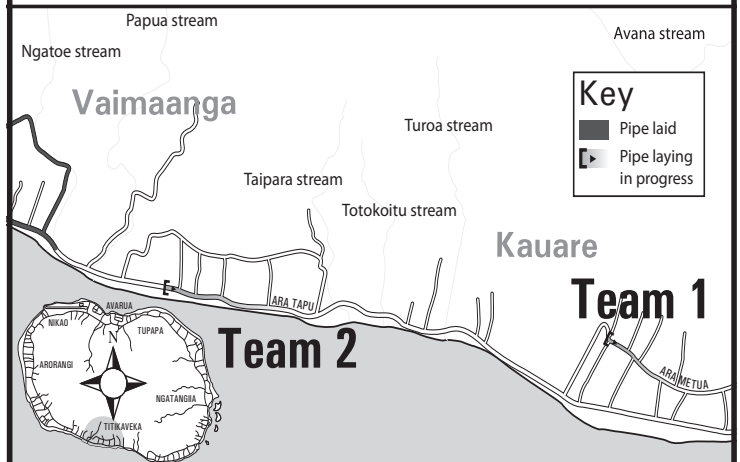 Papua stream
Avana stream
Ngatoe stream
Key
Vaimaanga
Pipe laid
Turoa stream
Pipe laying
in progress
Taipara stream
Totokoitu stream
Kauare
Team 1
ARA TAPU
AVARUA
NIKAO
TUPAPA
N
Team 2
ARORANGI
ARA METUA
NGATANGIIA
TITIKAVEKA